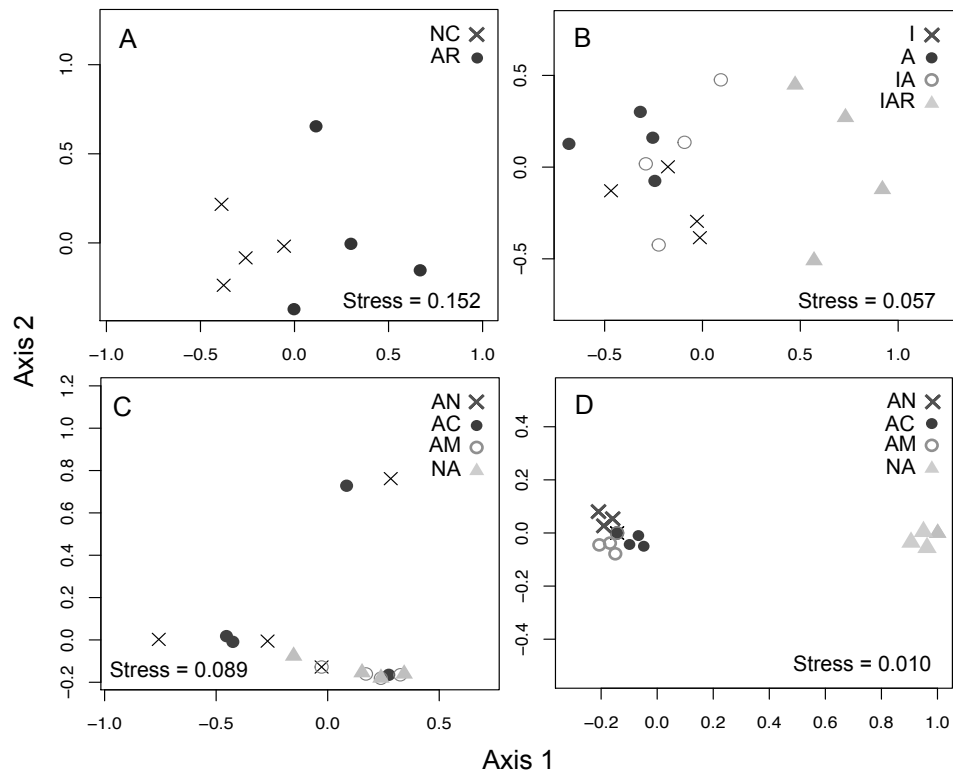 A
NC
AR
1.0
0.5
0.0
Stress = 0.152
−1.0 −0.5 0.0 0.5 1.0
B
I
A
IA
IAR
0.5
0.0
−0.5
Stress = 0.057
−0.5 0.0 0.5 1.0
Axis 2
C
AN
AC
AM
NA
1.2
1.0
0.8
0.6
0.4
0.2
0.0
−0.2
Stress = 0.089
−1.0 −0.5 0.0 0.5
D
AN
AC
AM
NA
0.4
0.2
0.0
−0.2
−0.4
Stress = 0.010
−0.2 0.0 0.2 0.4 0.6 0.8 1.0
Axis 1